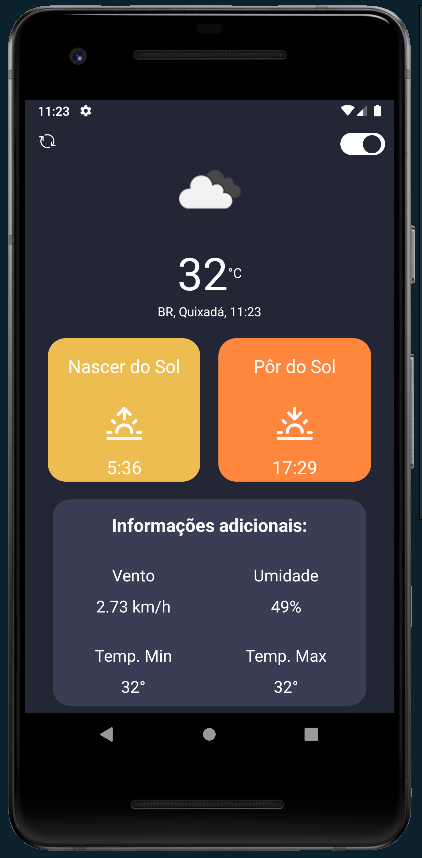 11:23
32°C
BR, Quixadá, 11:23
Nascer do Sol
Pôr do Sol
5:36
17:29
Informações adicionais:
Vento
Umidade
2.73 km/h
49%
Temp. Min
Temp. Max
32°
32°